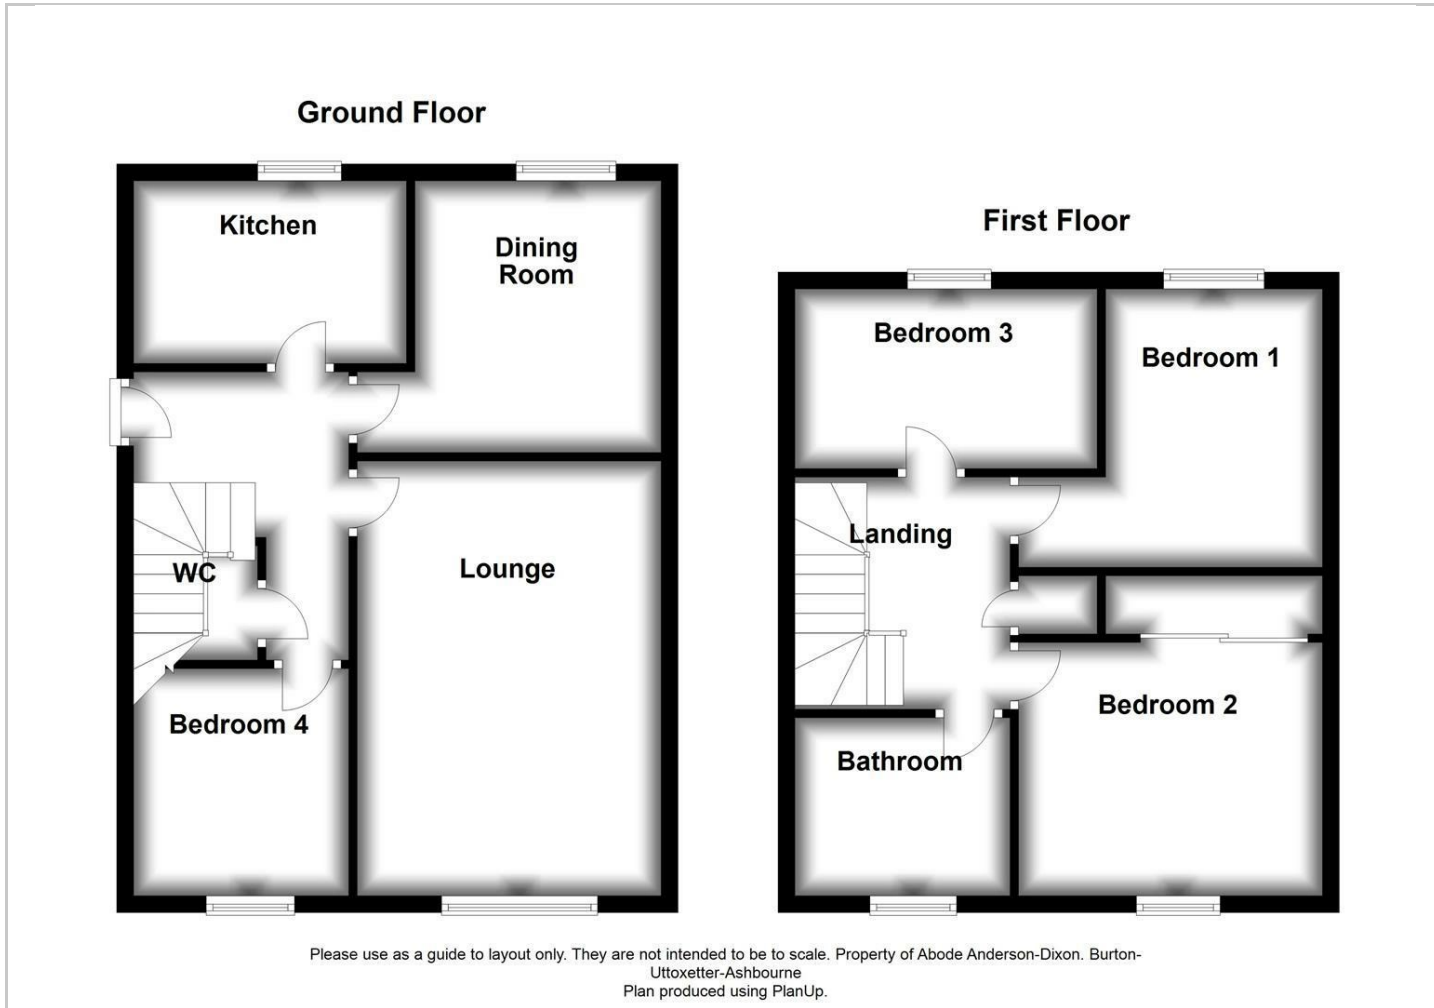 Ground Floor
Kitchen
Dining
Room
WC
Lounge
Bedroom 4
First Floor
Bedroom 3
Bedroom 1
Landing
Bedroom 2
Bathroom
Please use as a guide to layout only. They are not intended to be to scale. Property of Abode Anderson-Dixon. Burton-
Uttoxetter-Ashbourne
Plan produced using PlanUp.